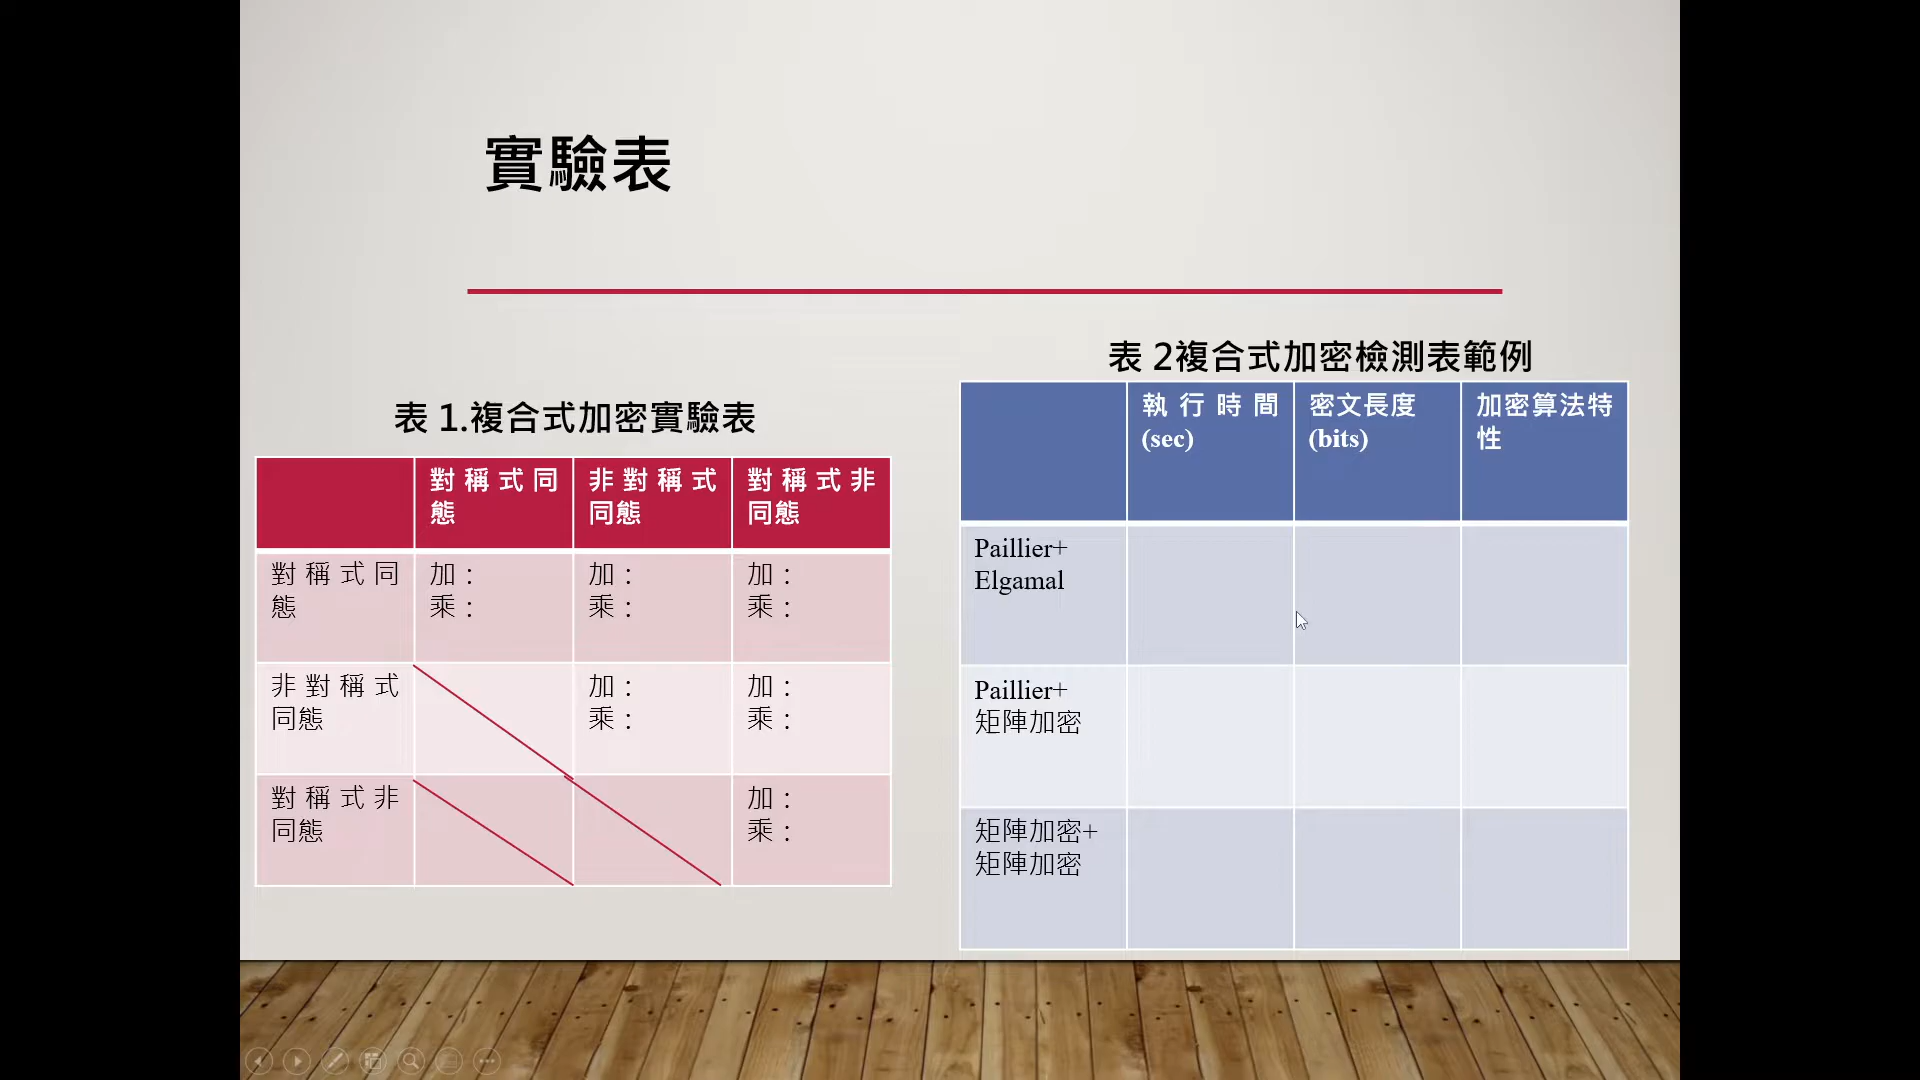 實驗表
表 1.複合式加密實驗表
對稱式同
態
非對稱式
同態
對稱式非
同態
對稱式同
態
加：
乘：
加：
乘：
加：
乘：
非對稱式
同態
加：
乘：
加：
乘：
對稱式非
同態
加：
乘：
表 2複合式加密檢測表範例
執行時間
(sec)
密文長度
(bits)
加密算法特
性
Paillier+
Elgamal
Paillier+
矩陣加密
矩陣加密+
矩陣加密